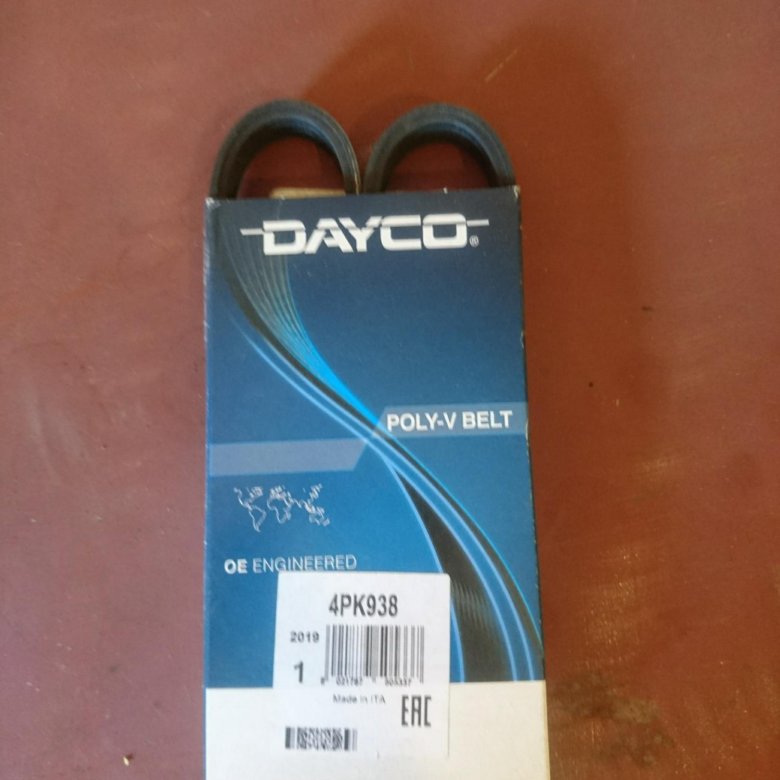 DAYCO®
POLY-V BELT
OE ENGINEERED
4PK938
2019
1
Made in ITA
EAC